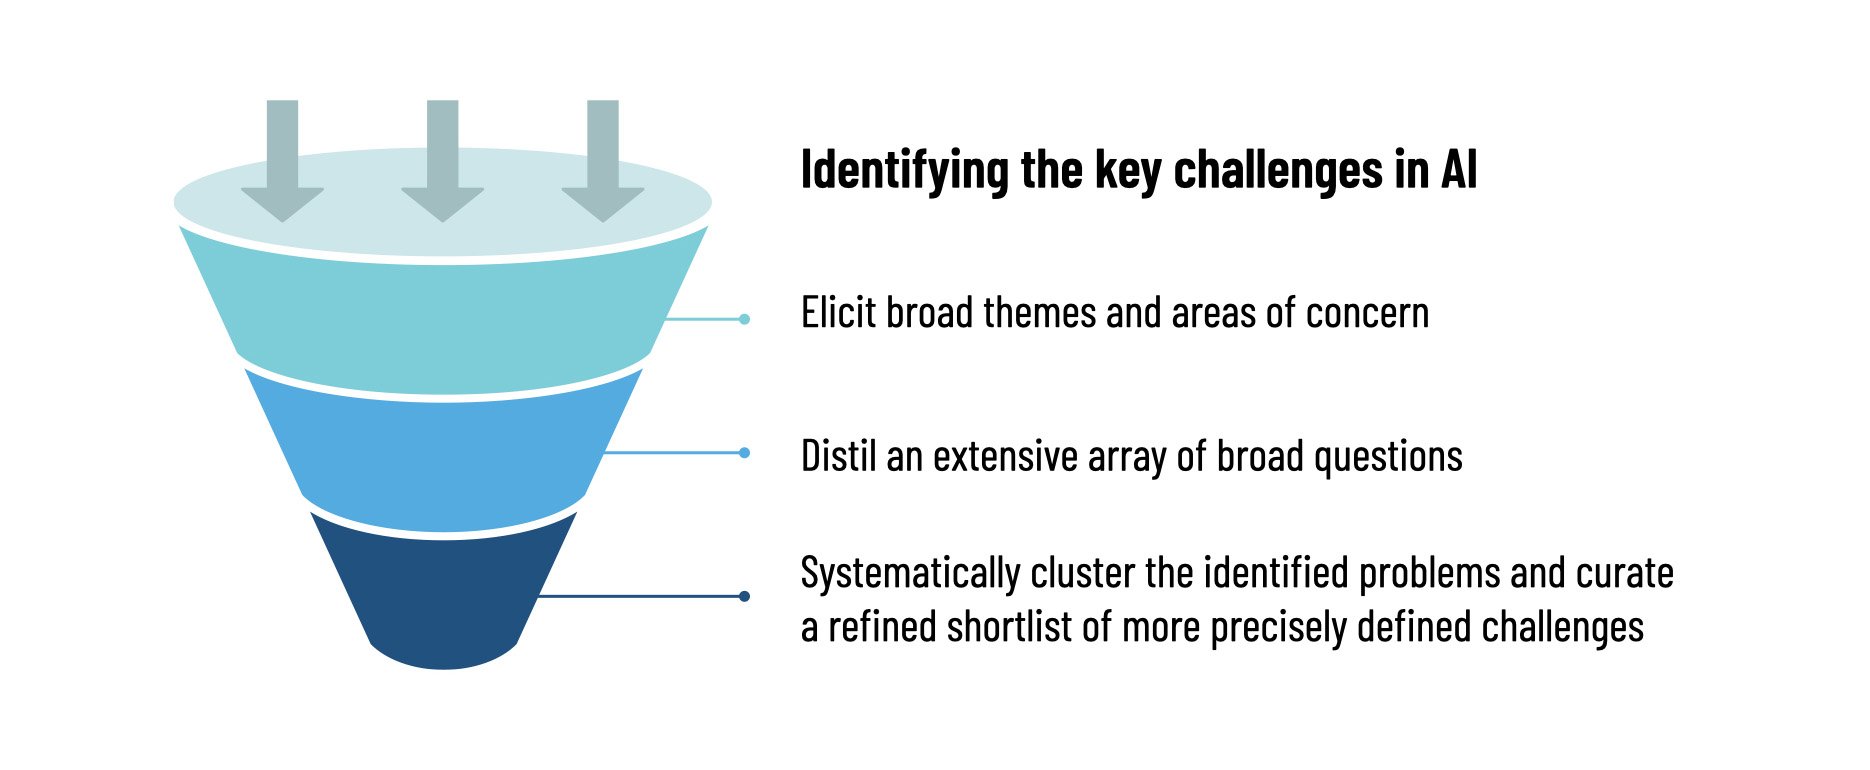 Identifying the key challenges in AI
Elicit broad themes and areas of concern
Distil an extensive array of broad questions
Systematically cluster the identified problems and curate
a refined shortlist of more precisely defined challenges